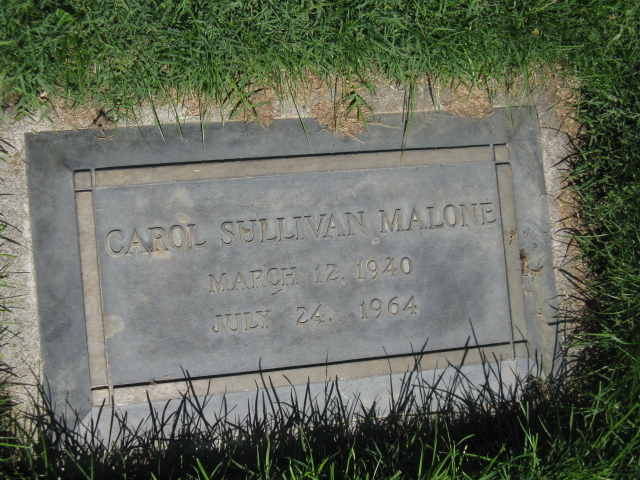 CAROL SULLIVAN MALONE
MARCH 12, 1940
JULY 24, 1964